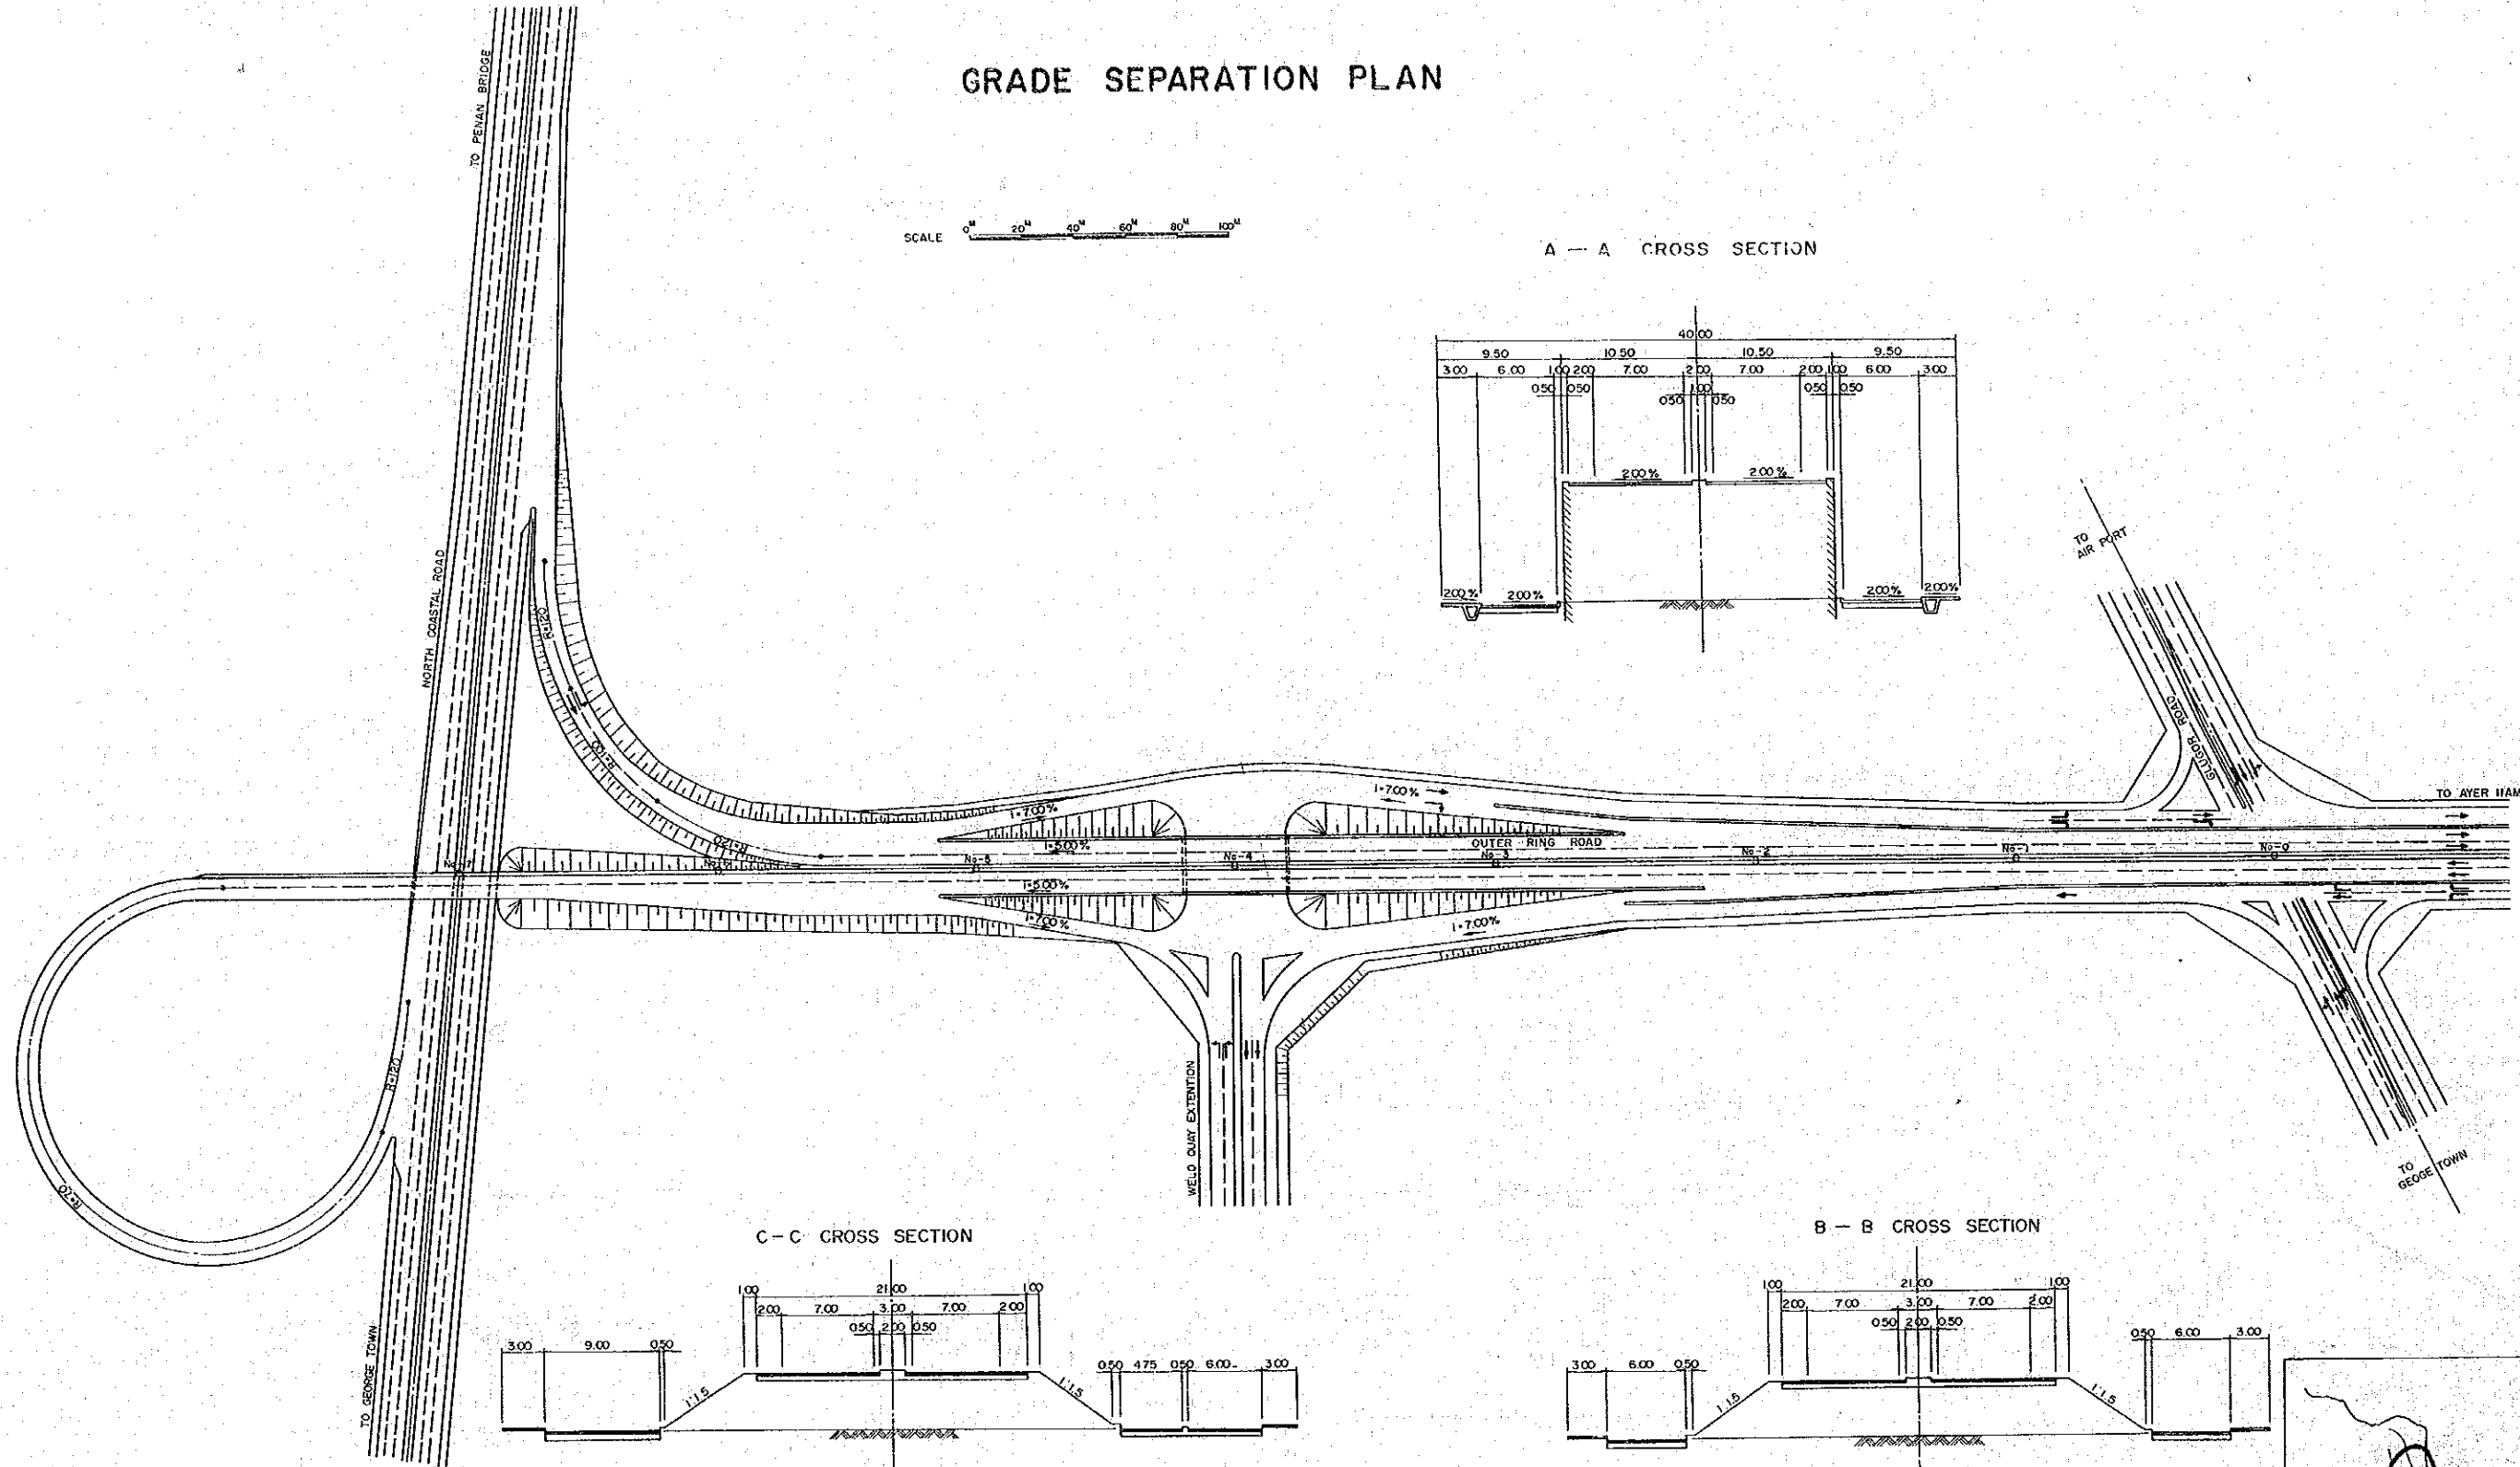 GRADE SEPARATION PLAN
TO PENAN BRIDGE
SCALE 0M 20M 40M 60M 80M 100M
A — A CROSS SECTION
40.00
9.50 10.50 10.50 9.50
3.00 6.00 1.00 2.00 7.00 2.00 7.00 2.00 1.00 6.00 3.00
0.50 0.50 1.00 0.50 0.50
0.50 0.50
2.00% 2.00%
2.00% 2.00% 2.00% 2.00%
TO
AIR PORT
NORTH COASTAL ROAD
R=120
R=100
R=120
GLUGOR ROAD
TO AYER ITAM
I=7.00% I=7.00%
I=5.00%
OUTER RING ROAD
No-7 No-6 No-5 No-4 No-3 No-2 No-1 No-0
I=5.00%
I=7.00% I=7.00%
R=120
R=70
WELD QUAY EXTENTION
TO
GEOGE TOWN
TO GEORGE TOWN
C - C CROSS SECTION
1.00 21.00 1.00
2.00 7.00 3.00 7.00 2.00
0.50 2.00 0.50
3.00 9.00 0.50
0.50 4.75 0.50 6.00 3.00
1:1.5 1:1.5
B — B CROSS SECTION
1.00 21.00 1.00
2.00 7.00 3.00 7.00 2.00
0.50 2.00 0.50
3.00 6.00 0.50
0.50 6.00 3.00
1:1.5 1:1.5